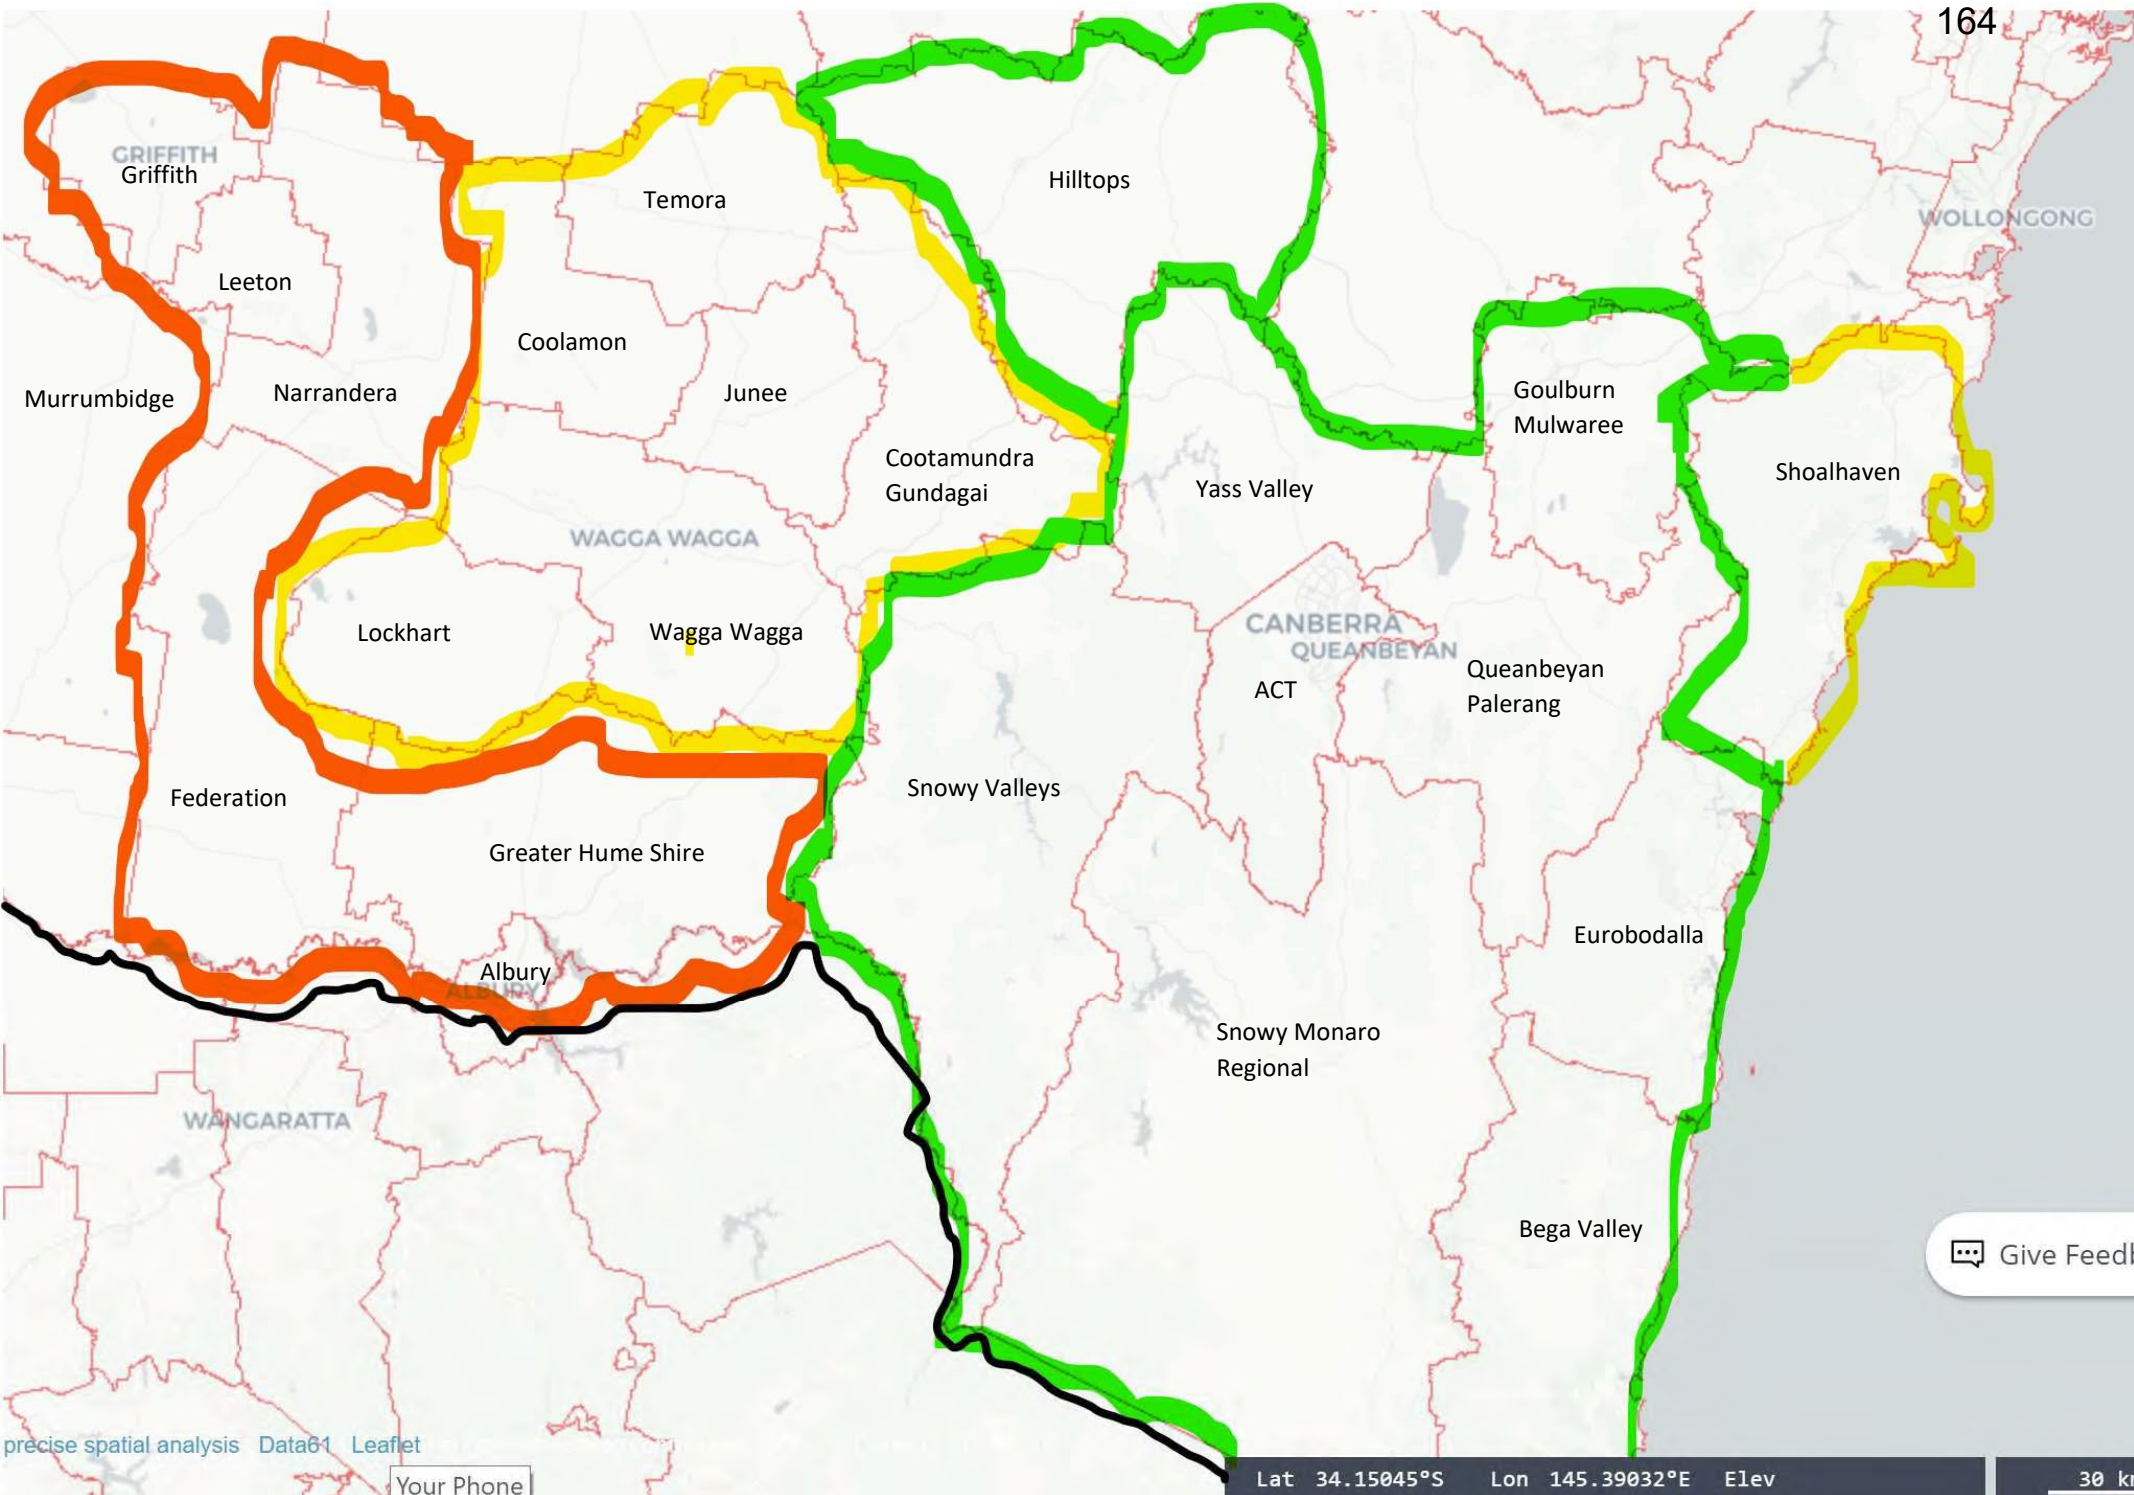 164
GRIFFITH
Griffith
Hilltops
Temora
WOLLONGONG
Leeton
Coolamon
Murrumbidge
Narrandera
Junee
Goulburn
Mulwaree
Cootamundra
Gundagai
Yass Valley
Shoalhaven
WAGGA WAGGA
Lockhart
Wagga Wagga
CANBERRA
QUEANBEYAN
ACT
Queanbeyan
Palerang
Federation
Snowy Valleys
Greater Hume Shire
Eurobodalla
Albury
ALBURY
Snowy Monaro
Regional
WANGARATTA
Bega Valley
Give Feedb
precise spatial analysis Data61 Leaflet
Your Phone
Lat 34.15045°S Lon 145.39032°E Elev
30 km